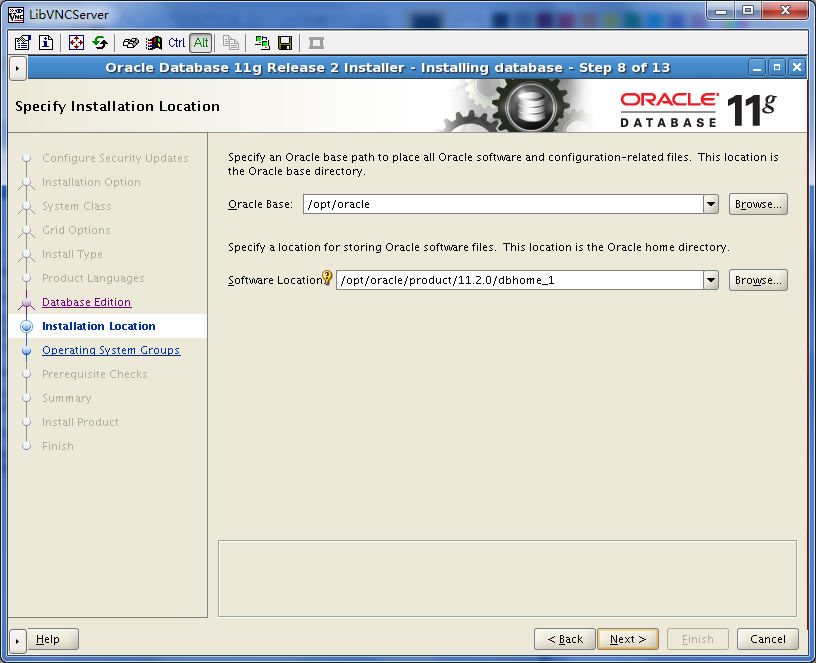 LibVNCServer
Ctrl Alt
Oracle Database 11g Release 2 Installer - Installing database - Step 8 of 13
Specify Installation Location
ORACLE
DATABASE
11g
Configure Security Updates
Installation Option
System Class
Grid Options
Install Type
Product Languages
Database Edition
Installation Location
Operating System Groups
Prerequisite Checks
Summary
Install Product
Finish
Specify an Oracle base path to place all Oracle software and configuration-related files. This location is
the Oracle base directory.
Oracle Base: /opt/oracle Browse...
Specify a location for storing Oracle software files. This location is the Oracle home directory.
Software Location: /opt/oracle/product/11.2.0/dbhome_1 Browse...
Help < Back Next > Finish Cancel